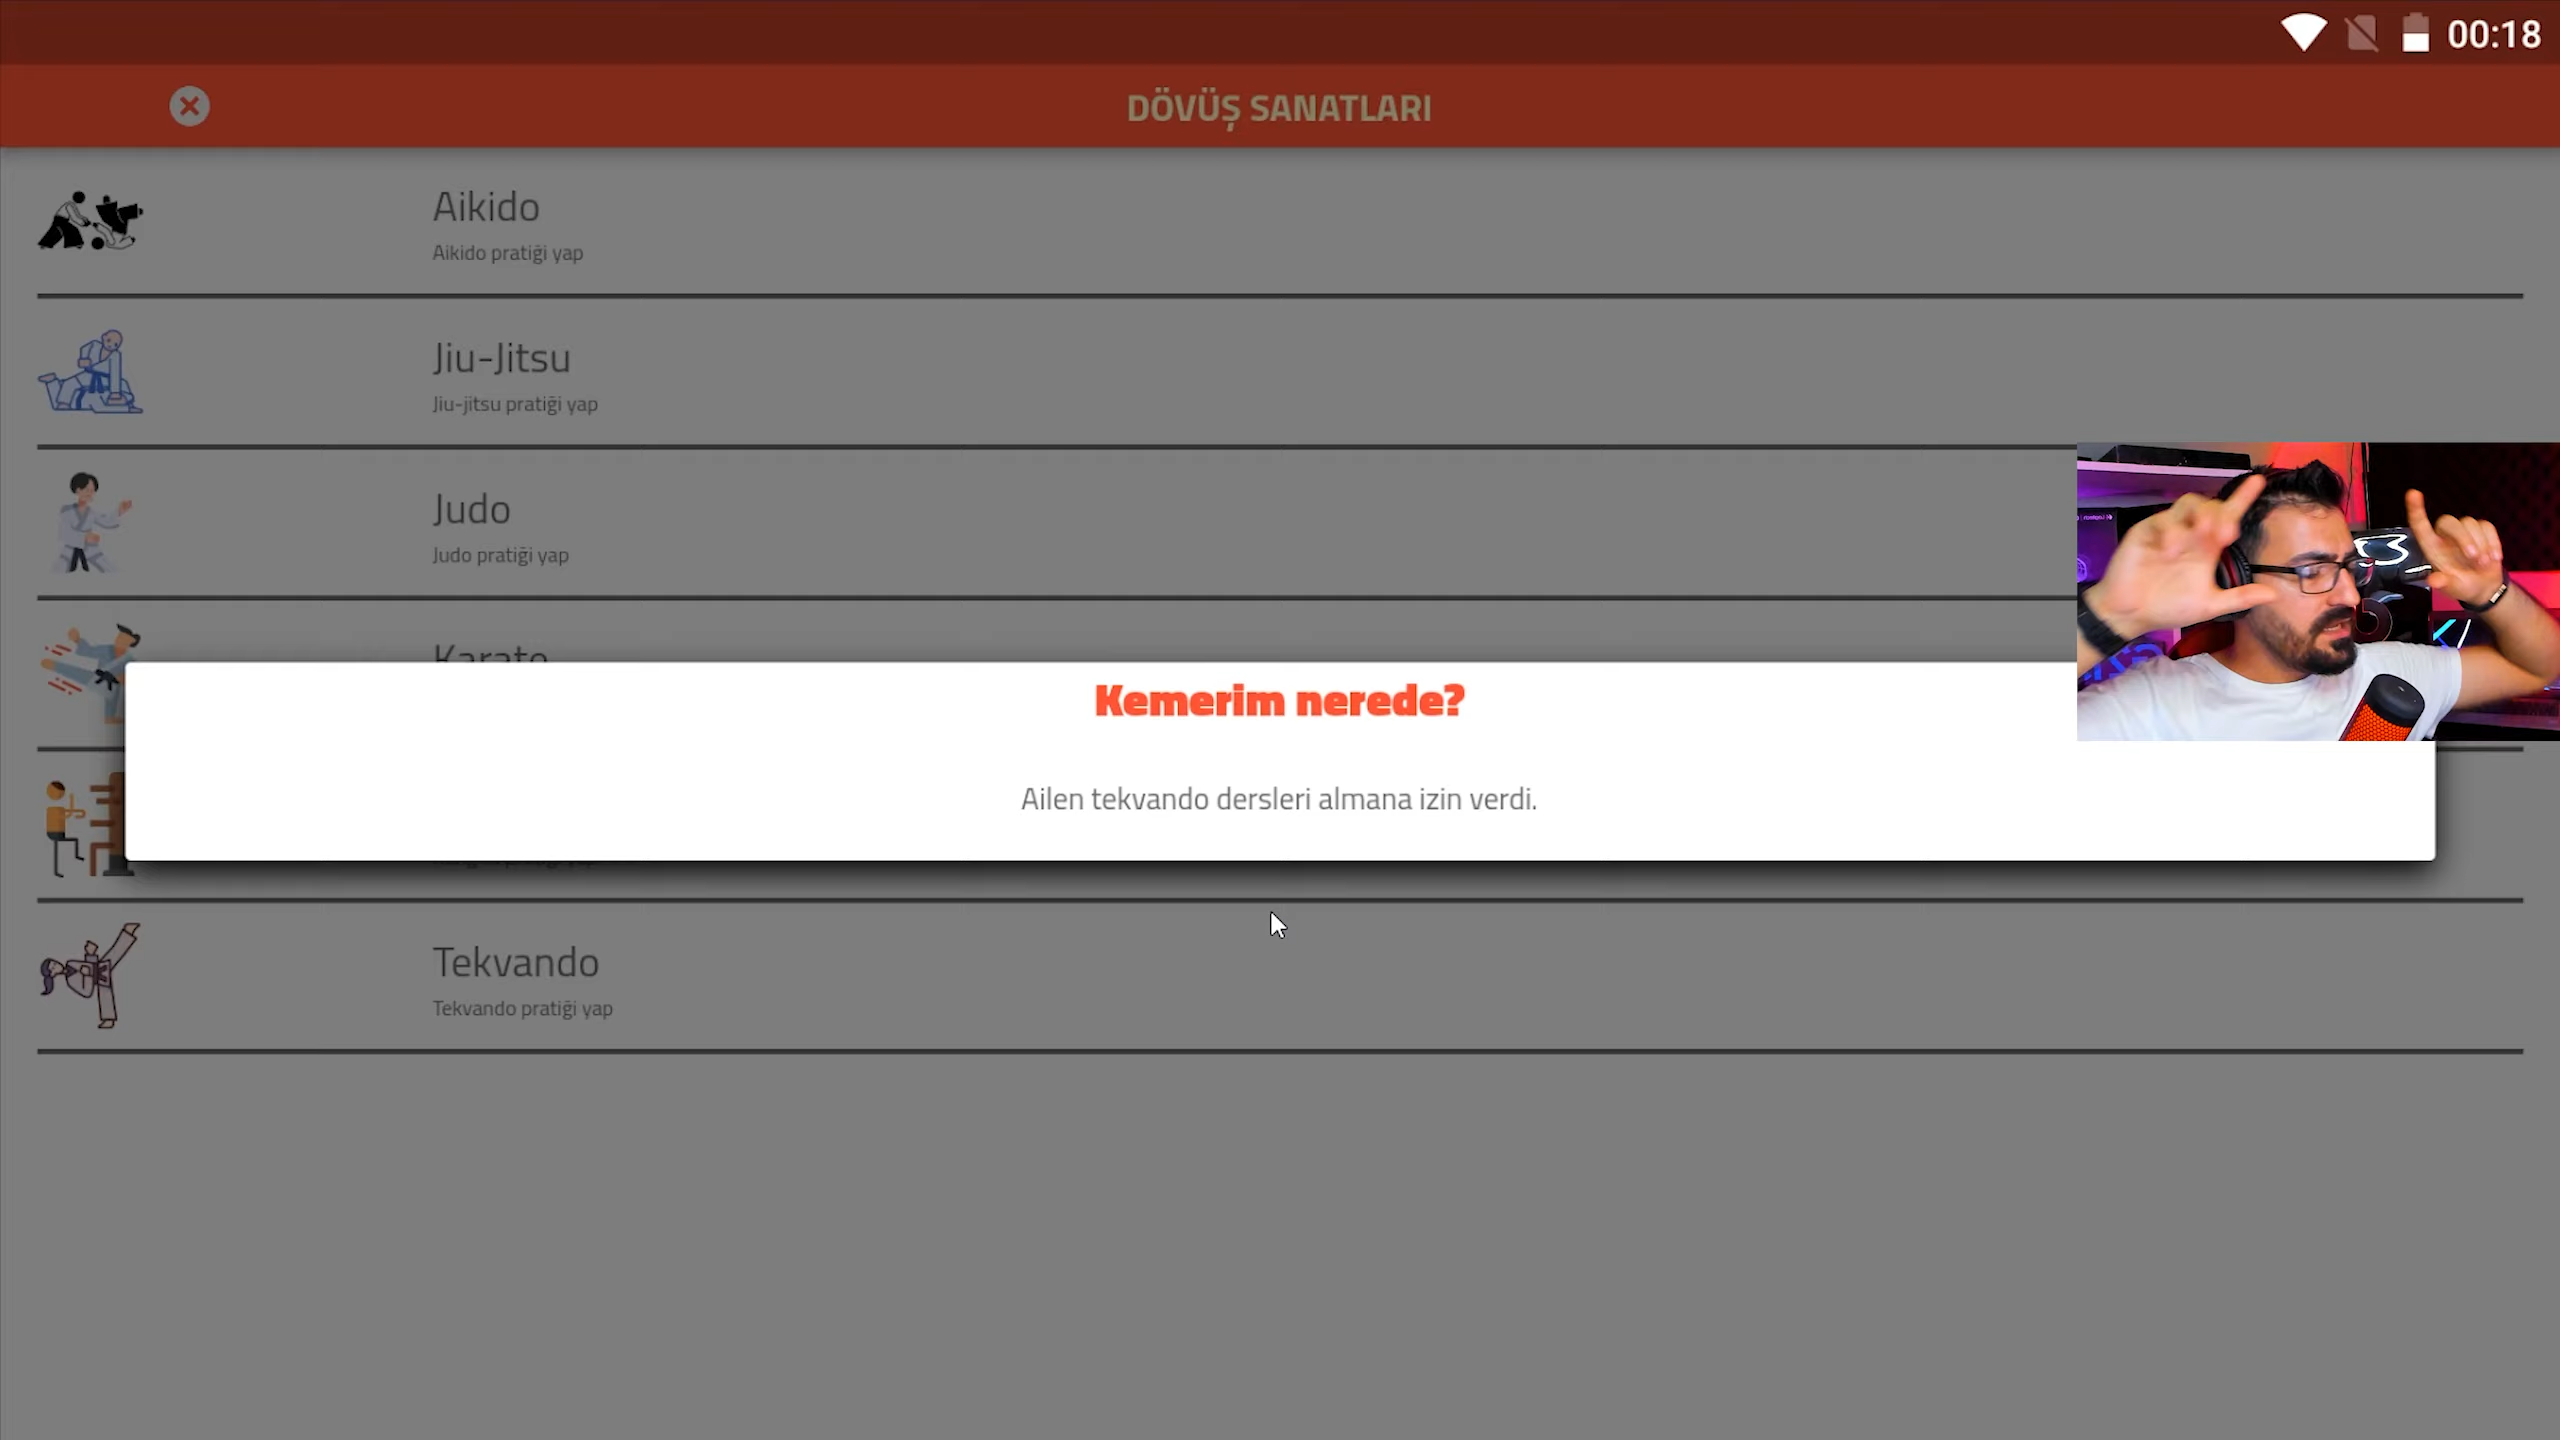 00:18
DÖVÜŞ SANATLARI
Aikido
Aikido pratiği yap
Jiu-Jitsu
Jiu-jitsu pratiği yap
Judo
Judo pratiği yap
Karate
Kemerim nerede?
Ailen tekvando dersleri almana izin verdi.
Tekvando
Tekvando pratiği yap